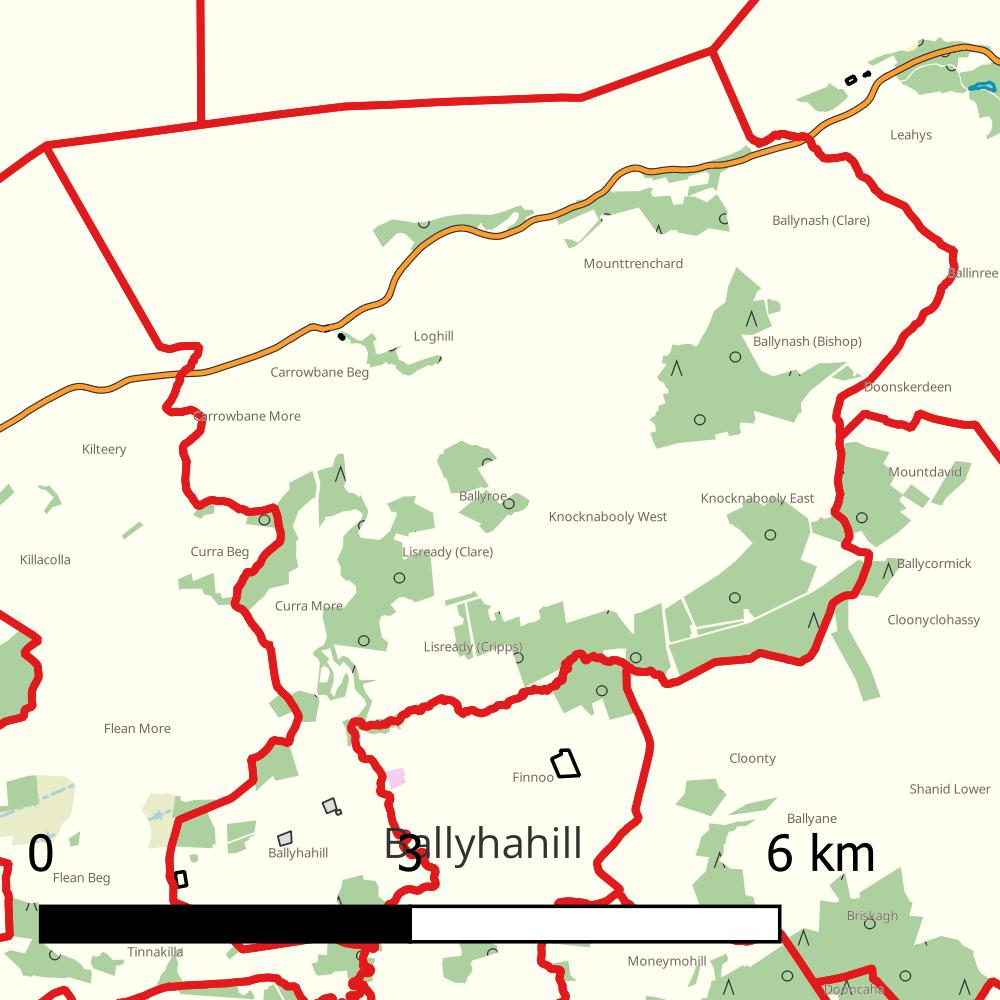 Leahys
Ballynash (Clare)
Mounttrenchard
Ballinree
Loghill
Ballynash (Bishop)
Carrowbane Beg
Doonskerdeen
Carrowbane More
Kilteery
Mountdavid
Ballyroe
Knocknabooly East
Knocknabooly West
Curra Beg
Lisready (Clare)
Killacolla
Ballycormick
Curra More
Cloonyclohassy
Lisready (Cripps)
Flean More
Cloonty
Finnoo
Shanid Lower
Ballyane
Ballyhahill
0 3 6 km
Ballyhahill
Flean Beg
Briskagh
Tinnakilla
Moneymohill
Dooncaha